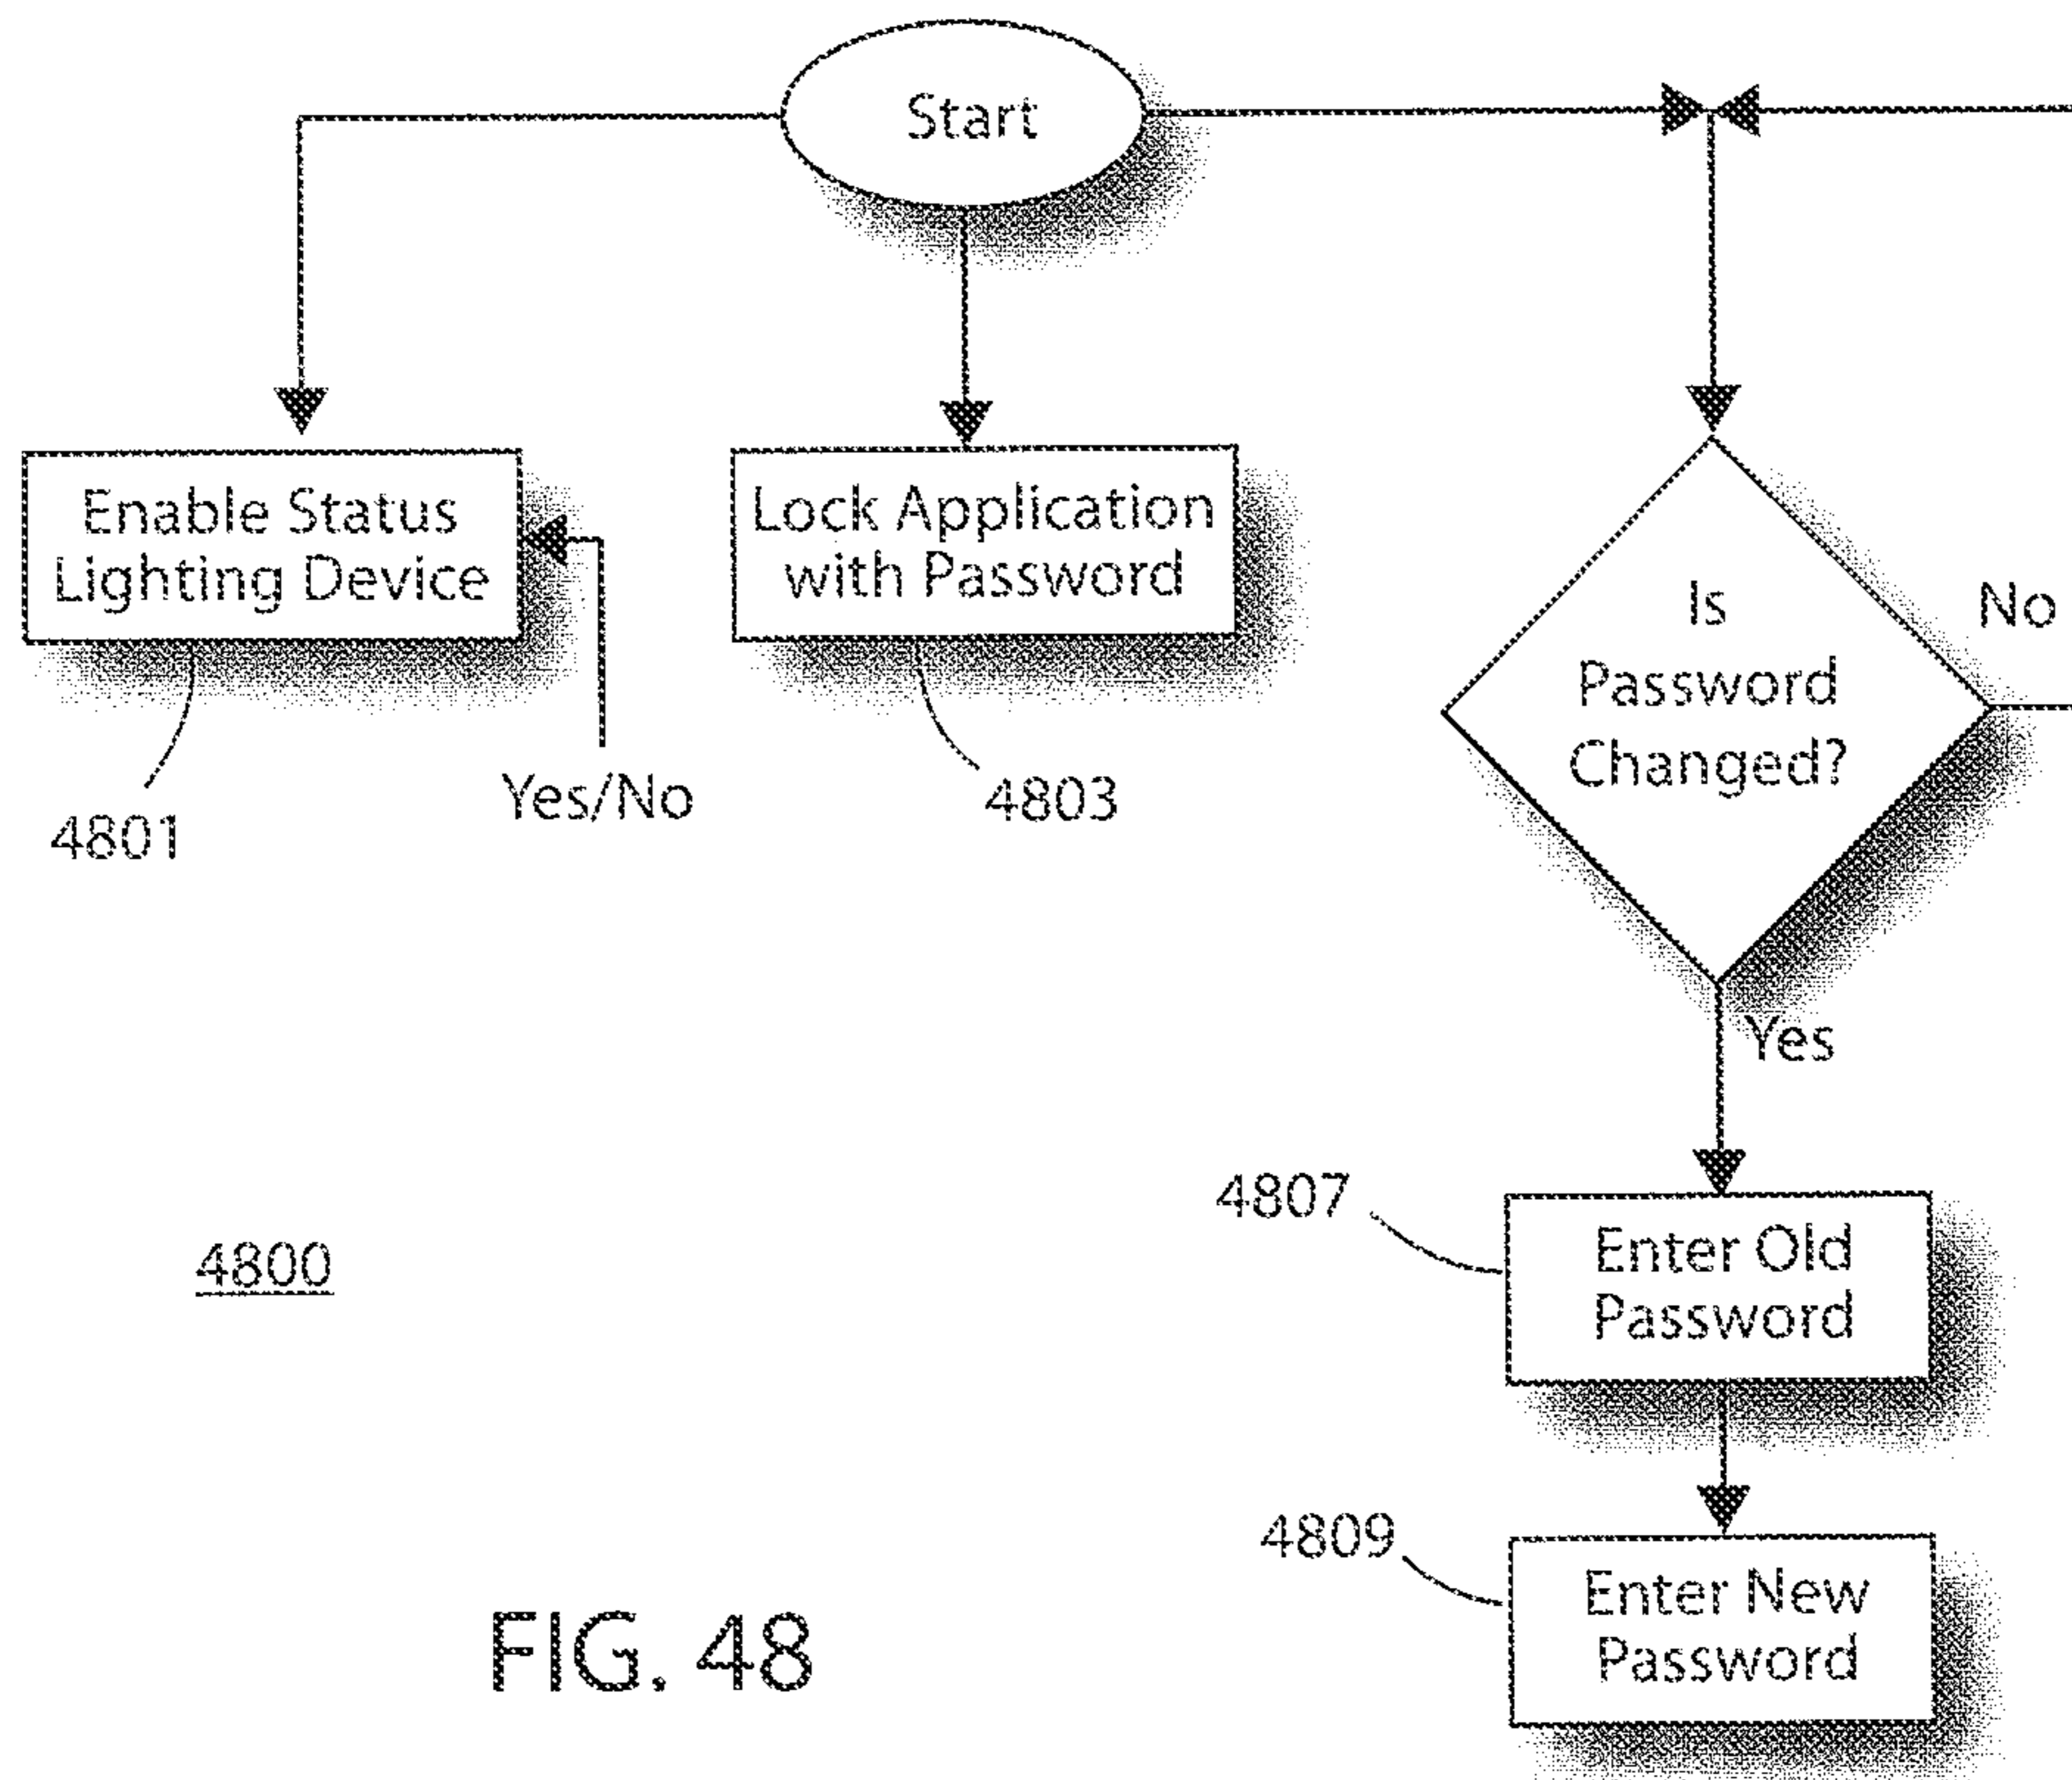 Start
Enable Status
Lighting Device
Lock Application
with Password
Is
Password
Changed?
No
Yes/No
4801
4803
Yes
4807
Enter Old
Password
4800
4809
Enter New
Password
FIG. 48